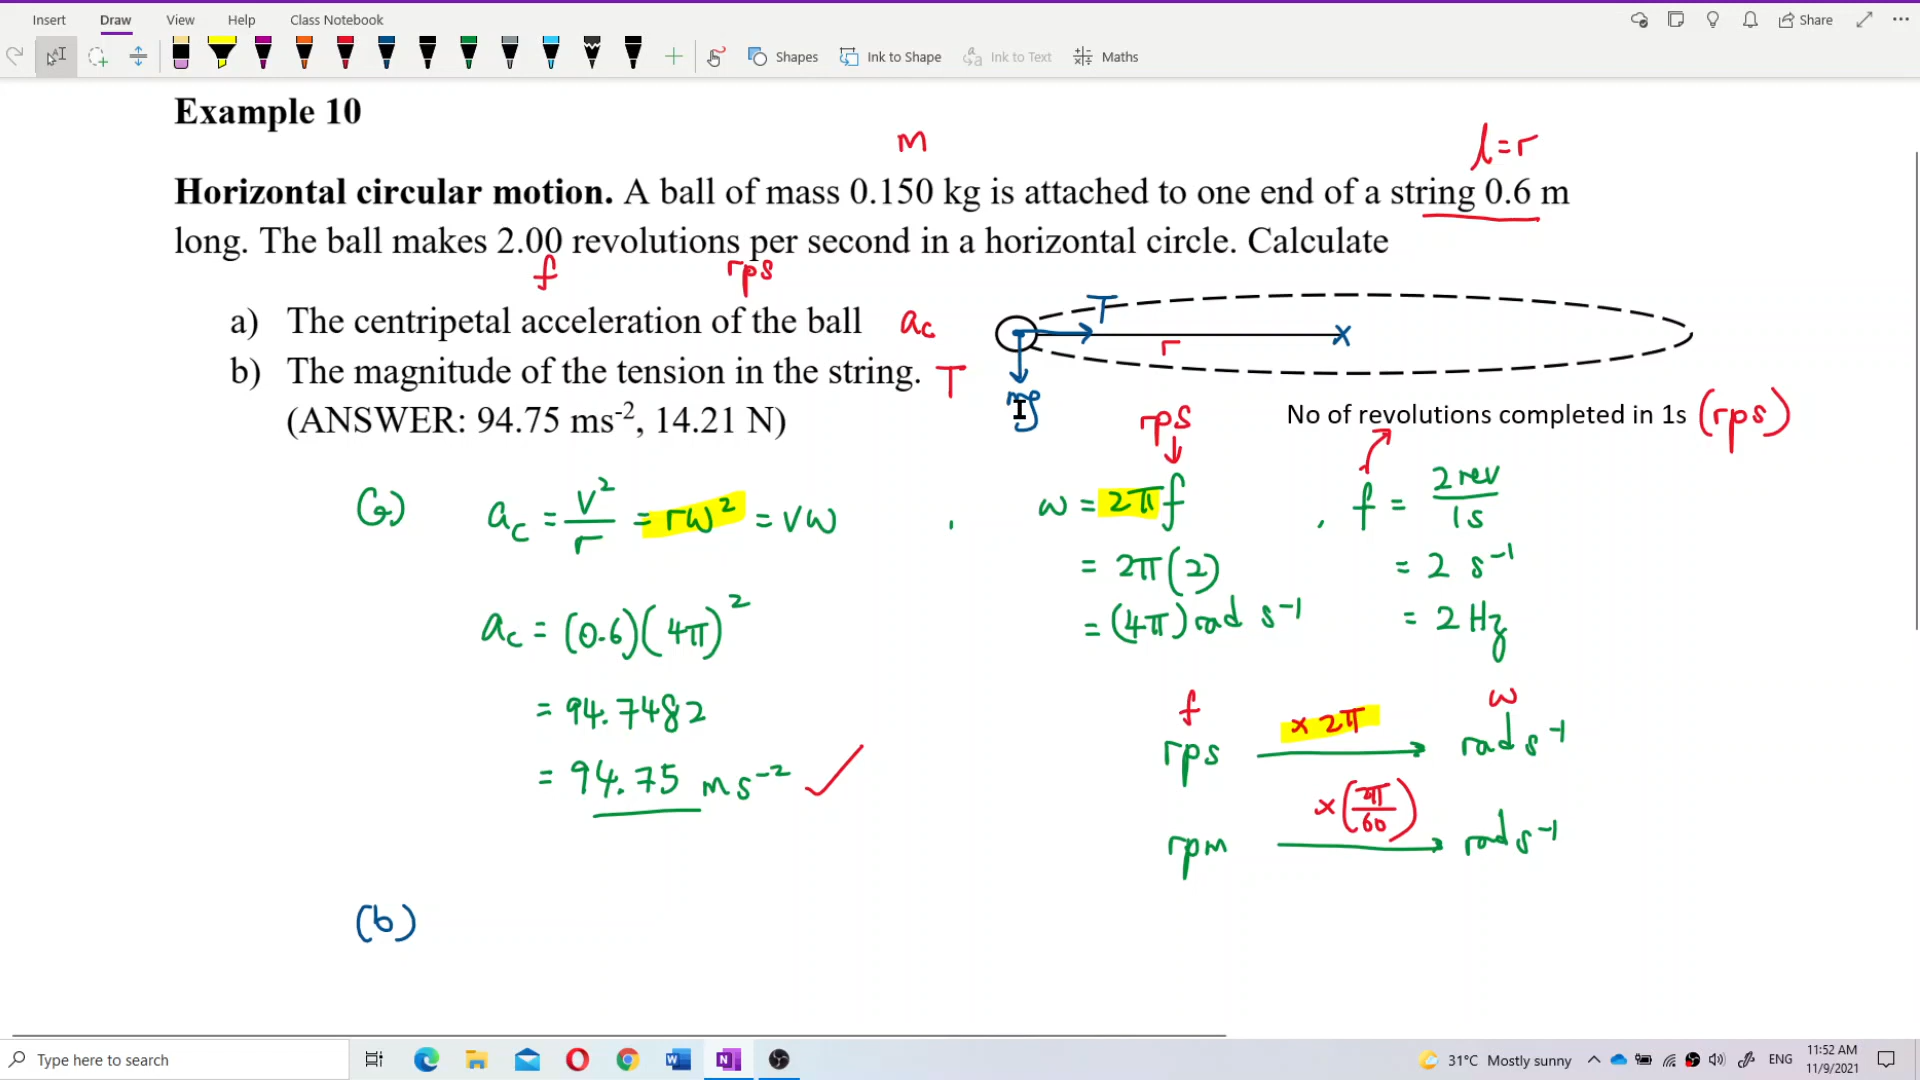 Insert Draw View Help Class Notebook Share
Shapes Ink to Shape Ink to Text Maths
Example 10
m
l = r
Horizontal circular motion. A ball of mass 0.150 kg is attached to one end of a string 0.6 m
long. The ball makes 2.00 revolutions per second in a horizontal circle. Calculate
f rps
a) The centripetal acceleration of the ball ac
T
r
b) The magnitude of the tension in the string. T
mg
(ANSWER: 94.75 ms-2, 14.21 N)
No of revolutions completed in 1s (rps)
rps
(a) ac = v²/r = rω² = vω , ω = 2πf , f = 2 rev/1s
= 2π(2) = 2 s⁻¹
ac = (0.6)(4π)² = (4π) rad s⁻¹ = 2 Hz
= 94.7482
f ω
rps × 2π rad s⁻¹
= 94.75 ms⁻²
rpm ×(2π/60) rad s⁻¹
(b)
Type here to search 31°C Mostly sunny ENG 11:52 AM
11/9/2021